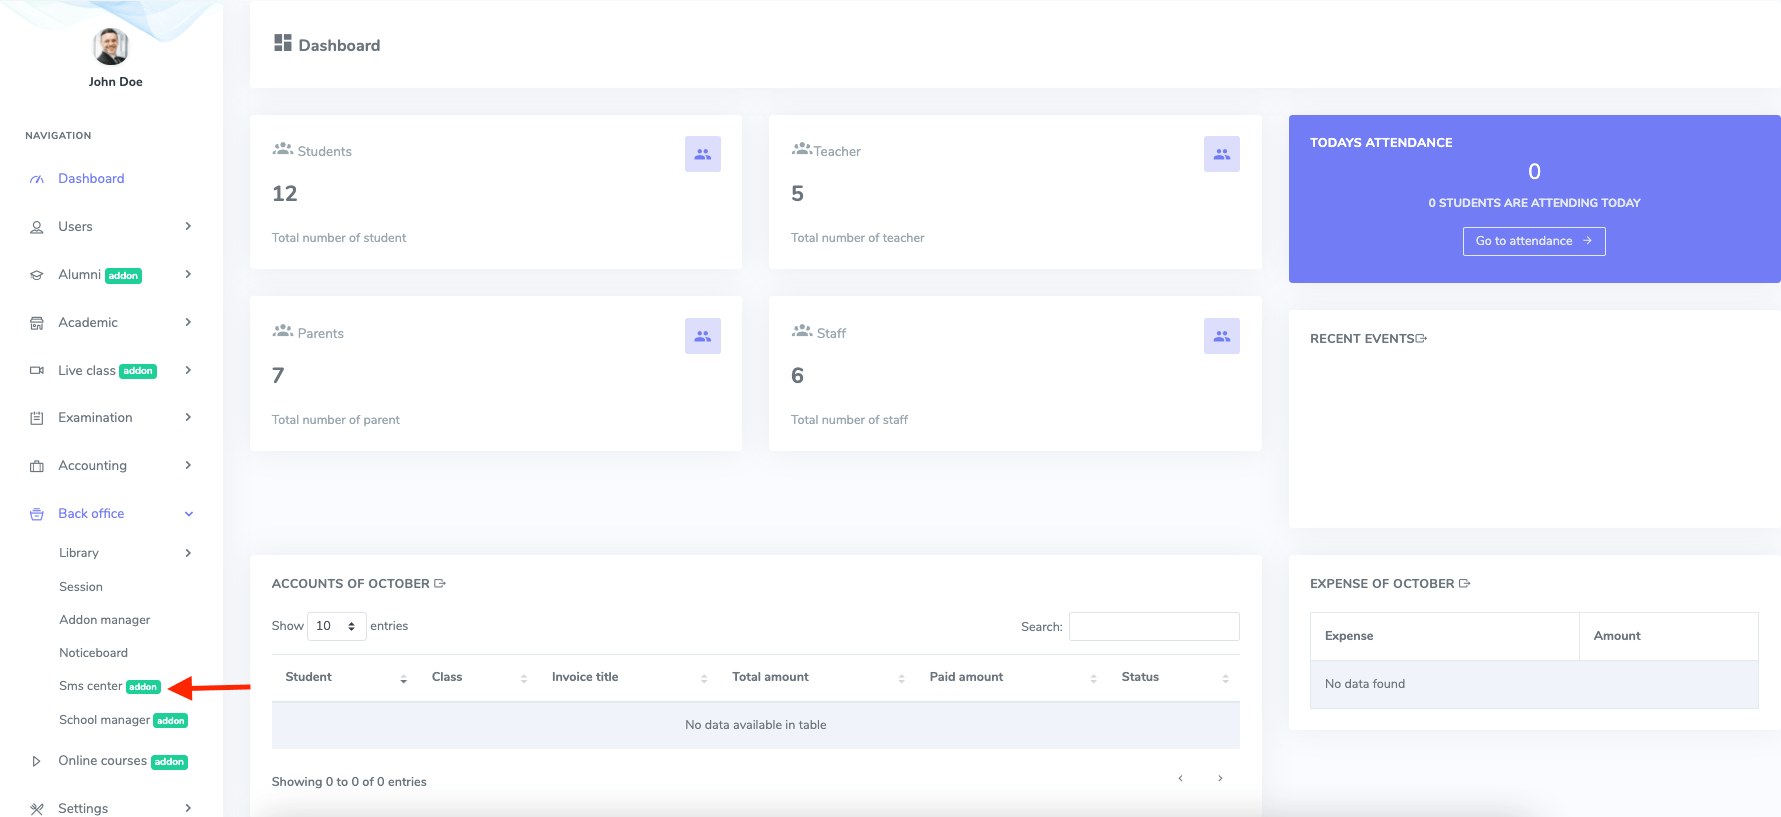 John Doe
NAVIGATION
Dashboard
Users
Alumni addon
Academic
Live class addon
Examination
Accounting
Back office
Library
Session
Addon manager
Noticeboard
Sms center addon
School manager addon
Online courses addon
Settings
Dashboard
Students
12
Total number of student
Teacher
5
Total number of teacher
Parents
7
Total number of parent
Staff
6
Total number of staff
TODAYS ATTENDANCE
0
0 STUDENTS ARE ATTENDING TODAY
Go to attendance
RECENT EVENTS
ACCOUNTS OF OCTOBER
Show 10 entries
Search:
Student Class Invoice title Total amount Paid amount Status
No data available in table
Showing 0 to 0 of 0 entries
EXPENSE OF OCTOBER
Expense Amount
No data found